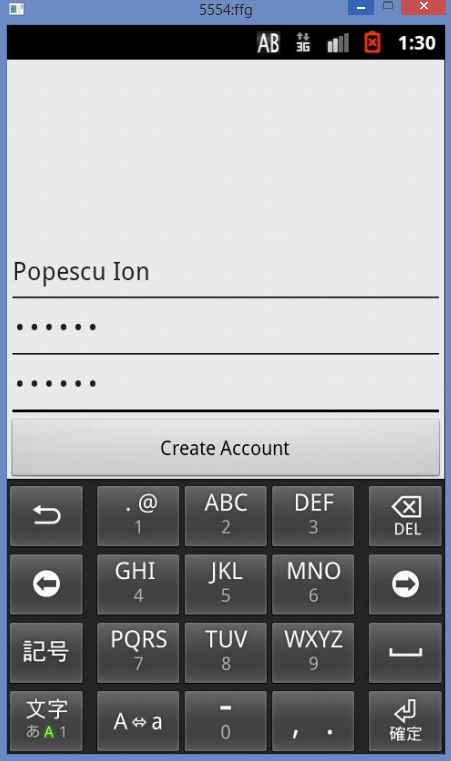 5554:ffg
AB 3G 1:30
Popescu Ion
••••••
••••••
Create Account
. @ ABC DEF
1 2 3 DEL
GHI JKL MNO
4 5 6
記号 PQRS TUV WXYZ
7 8 9
文字 A⇔a - , .
あ A 1 0 確定